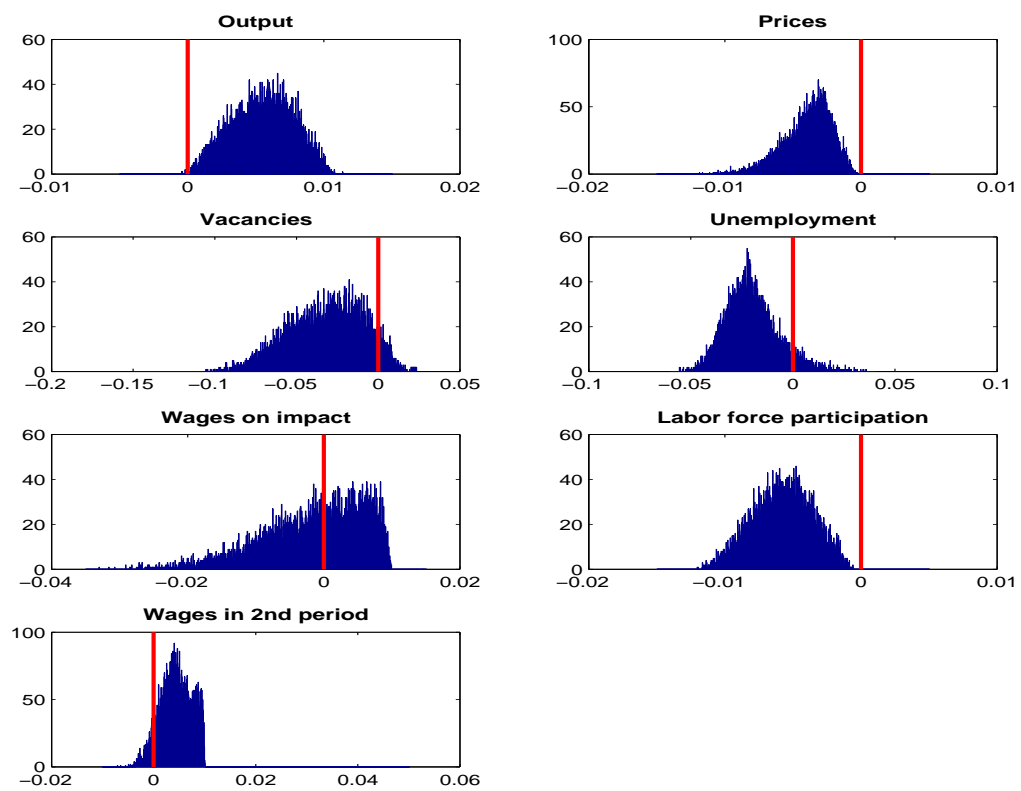 Output
60
40
20
0
−0.01 0 0.01 0.02
Prices
100
50
0
−0.02 −0.01 0 0.01
Vacancies
60
40
20
0
−0.2 −0.15 −0.1 −0.05 0 0.05
Unemployment
60
40
20
0
−0.1 −0.05 0 0.05 0.1
Wages on impact
60
40
20
0
−0.04 −0.02 0 0.02
Labor force participation
60
40
20
0
−0.02 −0.01 0 0.01
Wages in 2nd period
100
50
0
−0.02 0 0.02 0.04 0.06